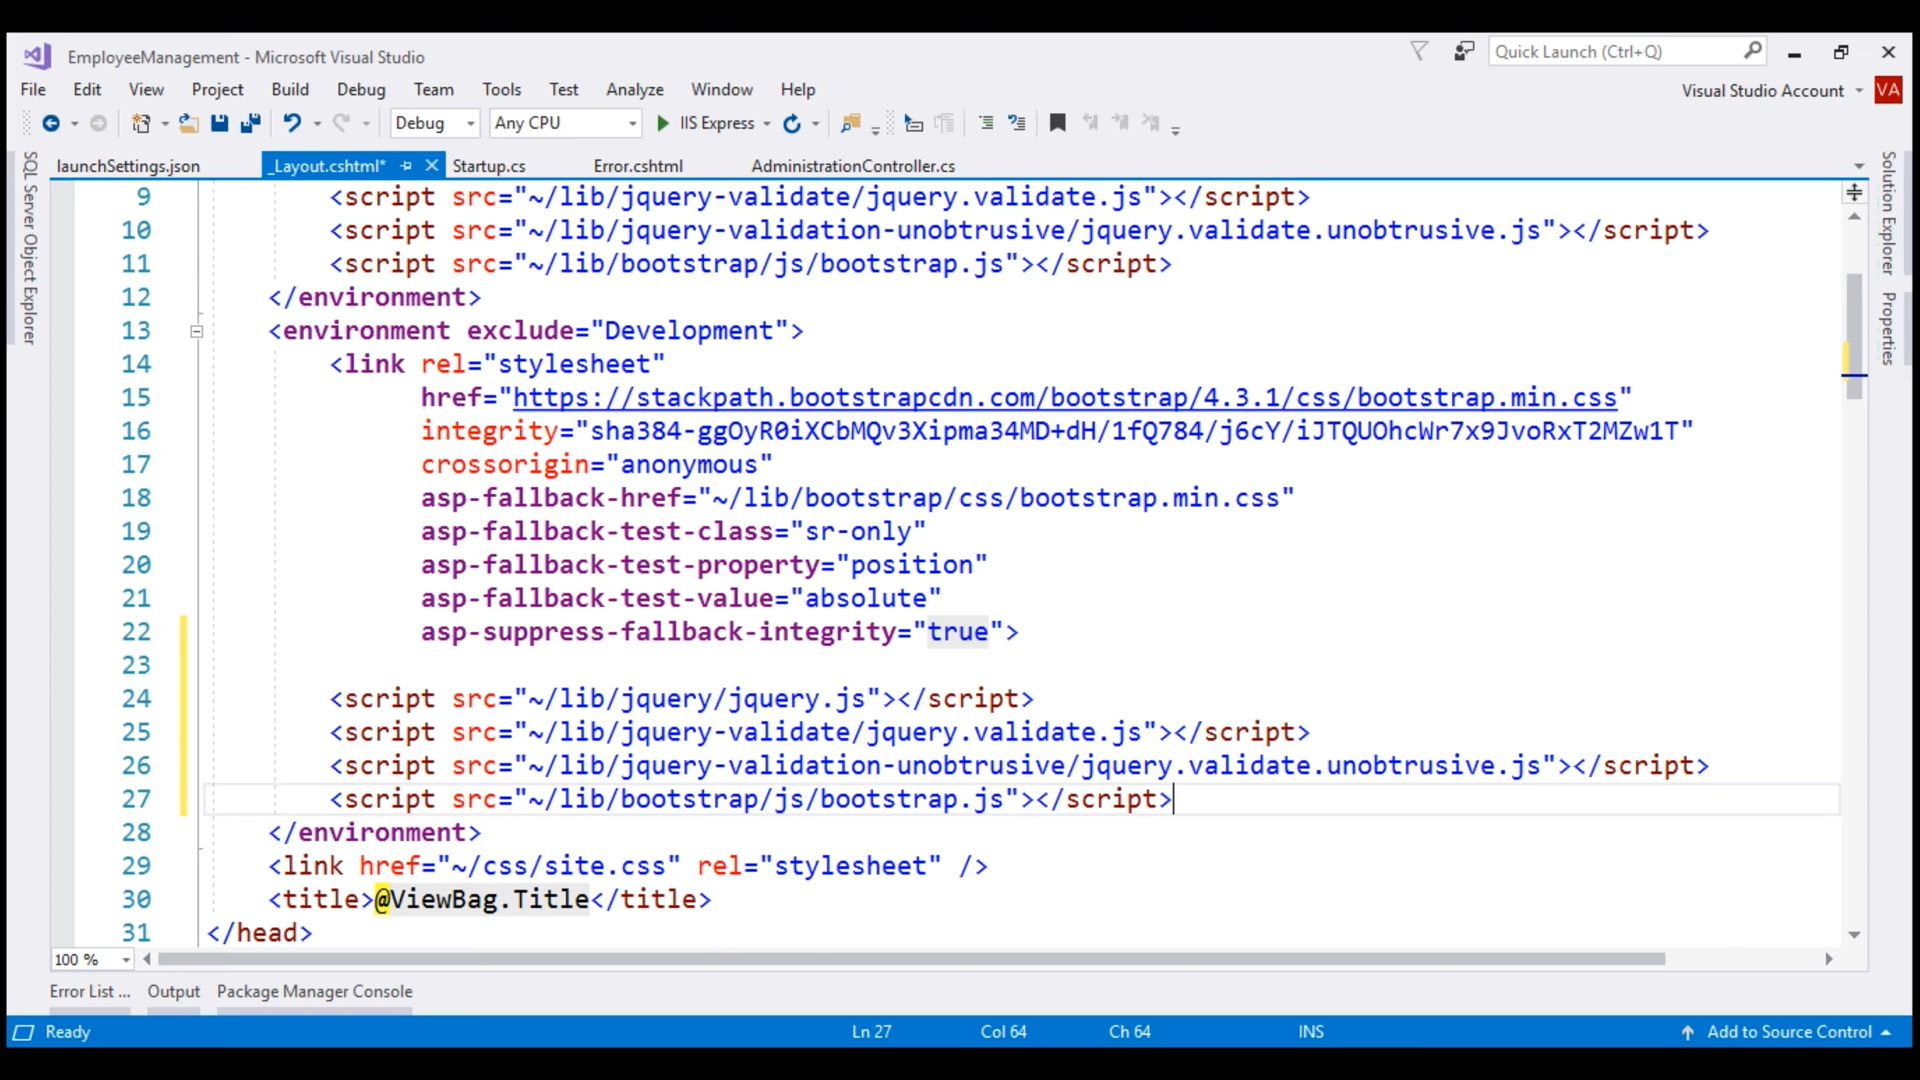 EmployeeManagement - Microsoft Visual Studio
Quick Launch (Ctrl+Q)
File Edit View Project Build Debug Team Tools Test Analyze Window Help
Visual Studio Account VA
Debug Any CPU IIS Express
launchSettings.json _Layout.cshtml* Startup.cs Error.cshtml AdministrationController.cs
SQL Server Object Explorer
Solution Explorer
Properties
9 <script src="~/lib/jquery-validate/jquery.validate.js"></script>
10 <script src="~/lib/jquery-validation-unobtrusive/jquery.validate.unobtrusive.js"></script>
11 <script src="~/lib/bootstrap/js/bootstrap.js"></script>
12 </environment>
13 <environment exclude="Development">
14 <link rel="stylesheet"
15 href="https://stackpath.bootstrapcdn.com/bootstrap/4.3.1/css/bootstrap.min.css"
16 integrity="sha384-ggOyR0iXCbMQv3Xipma34MD+dH/1fQ784/j6cY/iJTQUOhcWr7x9JvoRxT2MZw1T"
17 crossorigin="anonymous"
18 asp-fallback-href="~/lib/bootstrap/css/bootstrap.min.css"
19 asp-fallback-test-class="sr-only"
20 asp-fallback-test-property="position"
21 asp-fallback-test-value="absolute"
22 asp-suppress-fallback-integrity="true">
23
24 <script src="~/lib/jquery/jquery.js"></script>
25 <script src="~/lib/jquery-validate/jquery.validate.js"></script>
26 <script src="~/lib/jquery-validation-unobtrusive/jquery.validate.unobtrusive.js"></script>
27 <script src="~/lib/bootstrap/js/bootstrap.js"></script>
28 </environment>
29 <link href="~/css/site.css" rel="stylesheet" />
30 <title>@ViewBag.Title</title>
31 </head>
100 %
Error List ... Output Package Manager Console
Ready Ln 27 Col 64 Ch 64 INS Add to Source Control